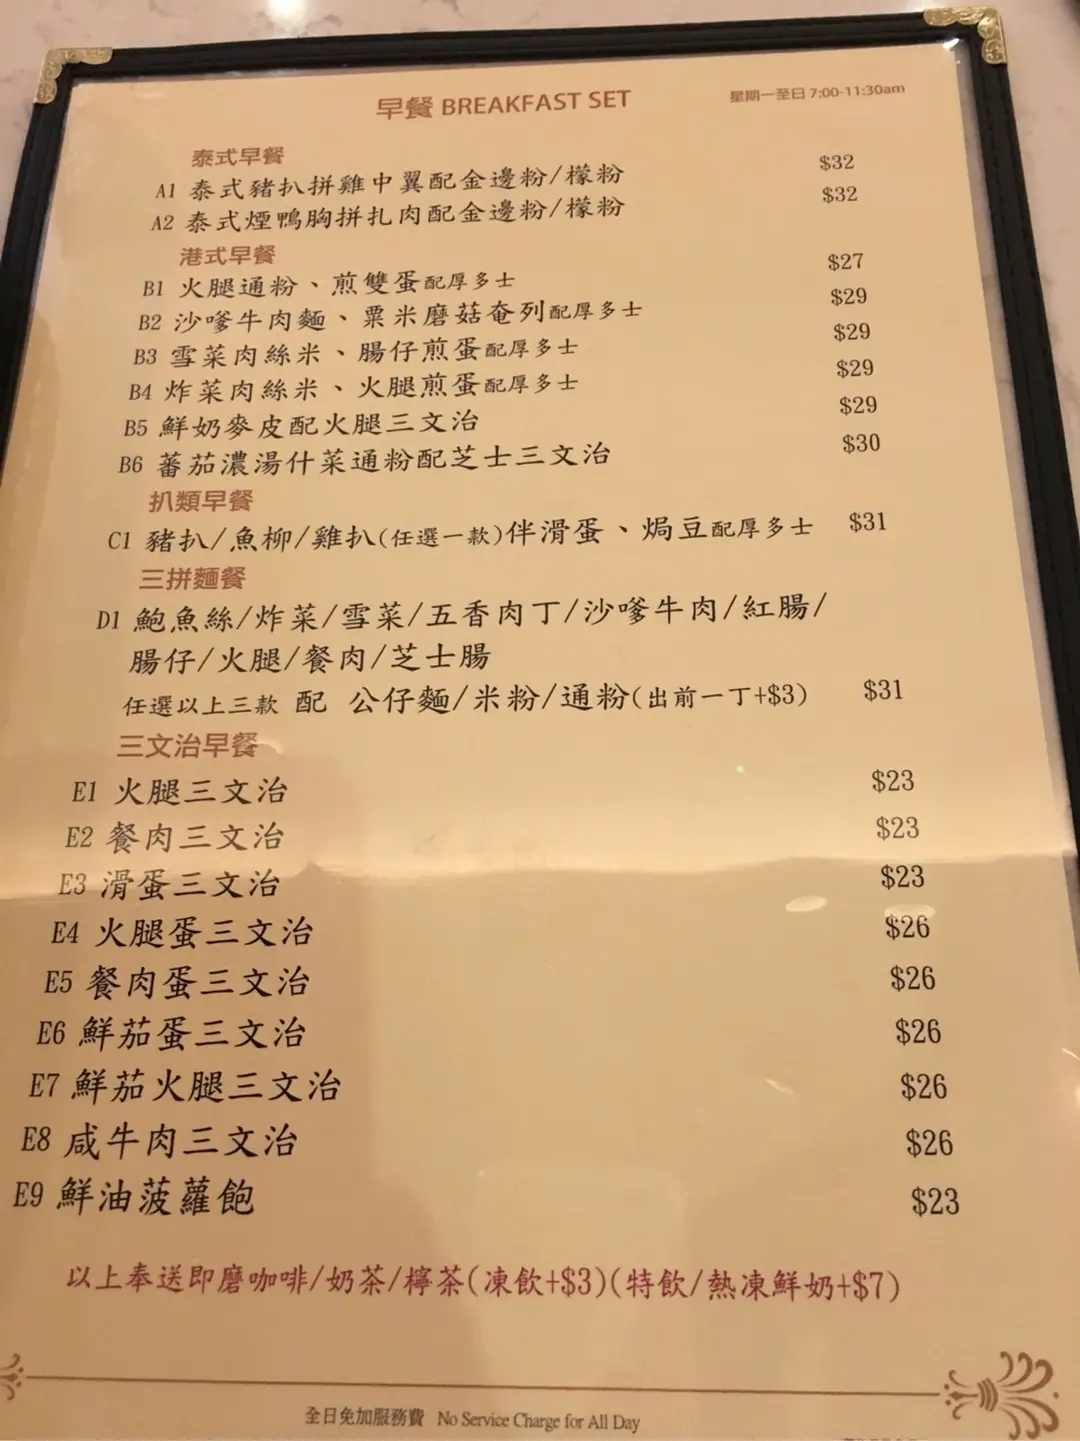 早餐 BREAKFAST SET 星期一至日 7:00-11:30am
泰式早餐
A1 泰式豬扒拼雞中翼配金邊粉/檬粉 $32
A2 泰式煙鴨胸拼扎肉配金邊粉/檬粉 $32
港式早餐
B1 火腿通粉、煎雙蛋配厚多士 $27
B2 沙嗲牛肉麵、粟米磨菇奄列配厚多士 $29
B3 雪菜肉絲米、腸仔煎蛋配厚多士 $29
B4 炸菜肉絲米、火腿煎蛋配厚多士 $29
B5 鮮奶麥皮配火腿三文治 $29
B6 蕃茄濃湯什菜通粉配芝士三文治 $30
扒類早餐
C1 豬扒/魚柳/雞扒(任選一款)伴滑蛋、焗豆配厚多士 $31
三拼麵餐
D1 鮑魚絲/炸菜/雪菜/五香肉丁/沙嗲牛肉/紅腸/
腸仔/火腿/餐肉/芝士腸
任選以上三款 配 公仔麵/米粉/通粉(出前一丁+$3) $31
三文治早餐
E1 火腿三文治 $23
E2 餐肉三文治 $23
E3 滑蛋三文治 $23
E4 火腿蛋三文治 $26
E5 餐肉蛋三文治 $26
E6 鮮茄蛋三文治 $26
E7 鮮茄火腿三文治 $26
E8 咸牛肉三文治 $26
E9 鮮油菠蘿飽 $23
以上奉送即磨咖啡/奶茶/檸茶(凍飲+$3)(特飲/熱凍鮮奶+$7)
全日免加服務費 No Service Charge for All Day